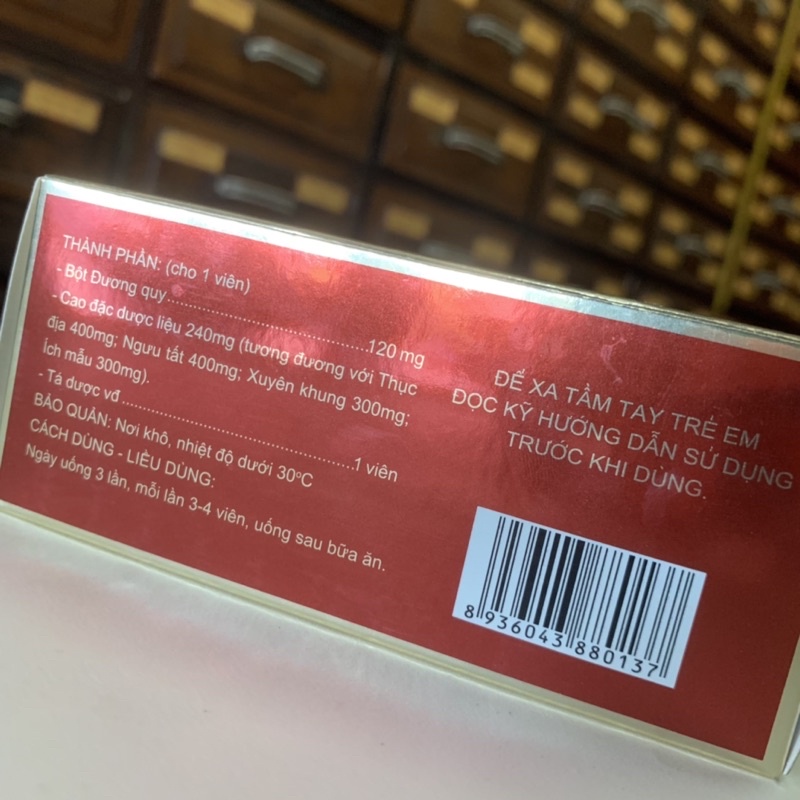 THÀNH PHẦN: (cho 1 viên)
- Bột Đương quy..............................120 mg
- Cao đặc dược liệu 240mg (tương đương với Thục
địa 400mg; Ngưu tất 400mg; Xuyên khung 300mg;
Ích mẫu 300mg).
- Tá dược vđ....................................1 viên
BẢO QUẢN: Nơi khô, nhiệt độ dưới 30ºC
CÁCH DÙNG - LIỀU DÙNG:
Ngày uống 3 lần, mỗi lần 3-4 viên, uống sau bữa ăn.
ĐỂ XA TẦM TAY TRẺ EM
ĐỌC KỸ HƯỚNG DẪN SỬ DỤNG
TRƯỚC KHI DÙNG.
8 936043 880137